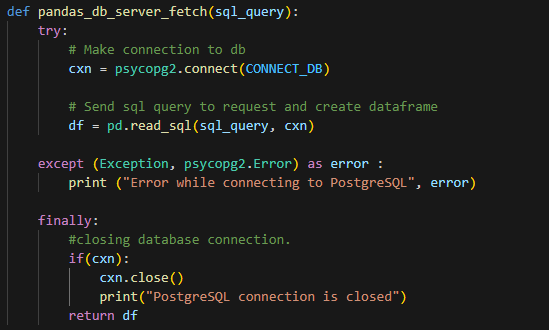 def pandas_db_server_fetch(sql_query):
    try:
        # Make connection to db
        cxn = psycopg2.connect(CONNECT_DB)

        # Send sql query to request and create dataframe
        df = pd.read_sql(sql_query, cxn)

    except (Exception, psycopg2.Error) as error :
        print ("Error while connecting to PostgreSQL", error)

    finally:
        #closing database connection.
        if(cxn):
            cxn.close()
            print("PostgreSQL connection is closed")
        return df